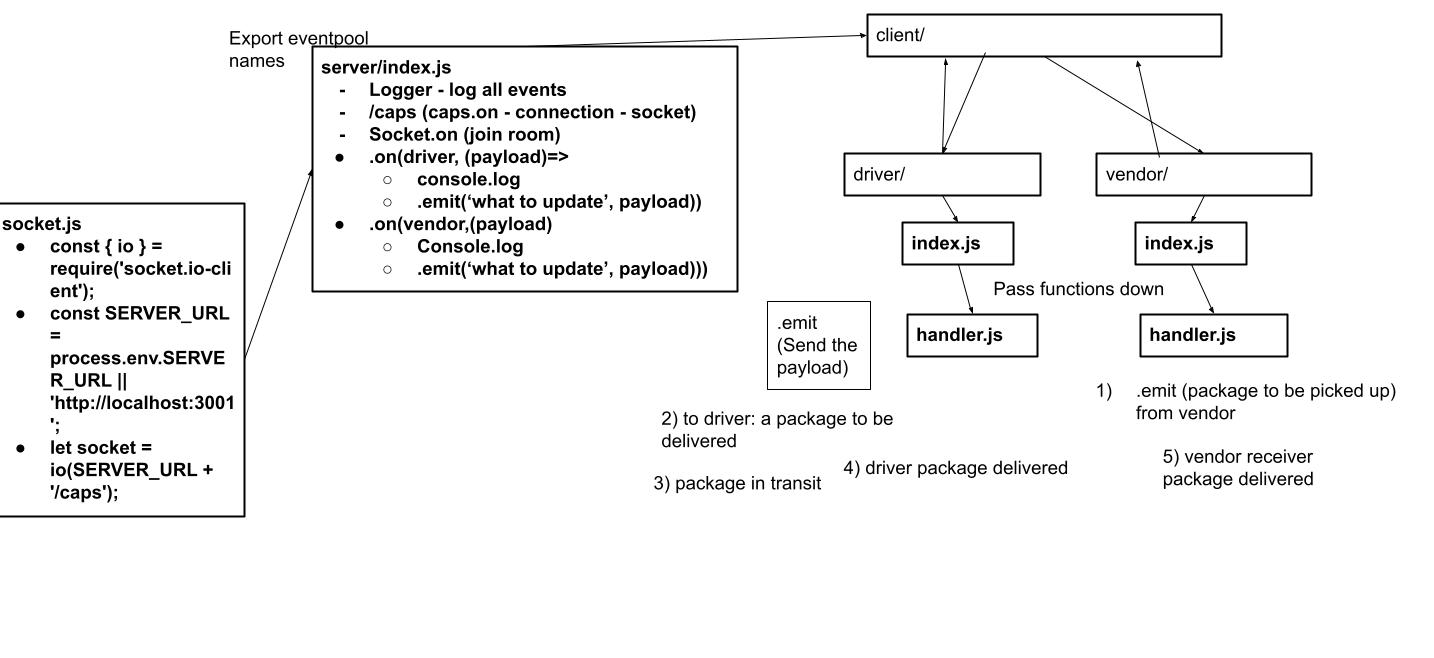 Export eventpool
names
client/
server/index.js
- Logger - log all events
- /caps (caps.on - connection - socket)
- Socket.on (join room)
● .on(driver, (payload)=>
○ console.log
○ .emit(‘what to update’, payload))
● .on(vendor,(payload)
○ Console.log
○ .emit(‘what to update’, payload)))
socket.js
● const { io } =
require('socket.io-cli
ent');
● const SERVER_URL
=
process.env.SERVE
R_URL ||
'http://localhost:3001
';
● let socket =
io(SERVER_URL +
'/caps');
driver/
vendor/
index.js
index.js
Pass functions down
handler.js
handler.js
.emit
(Send the
payload)
1) .emit (package to be picked up)
from vendor
2) to driver: a package to be
delivered
3) package in transit
4) driver package delivered
5) vendor receiver
package delivered